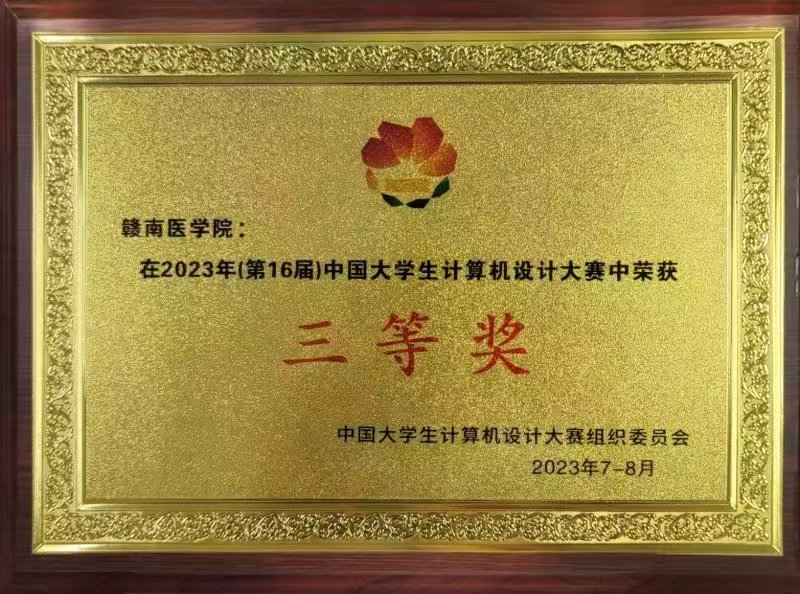 赣南医学院：
在2023年(第16届)中国大学生计算机设计大赛中荣获
三等奖
中国大学生计算机设计大赛组织委员会
2023年7-8月